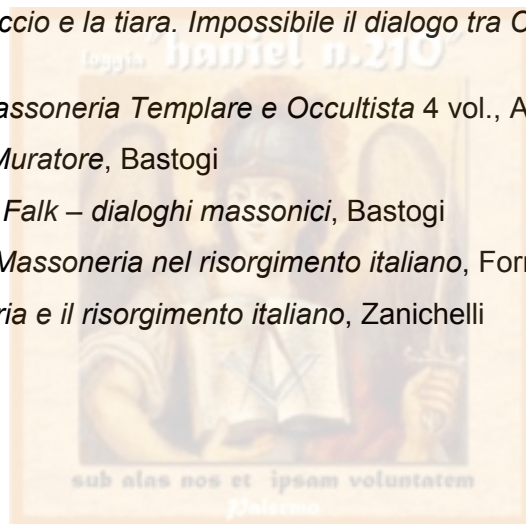 ccio e la tiara. Impossibile il dialogo tra
loggia "haniel n.210"
assoneria Templare e Occultista 4 vol., A
Muratore, Bastogi
Falk – dialoghi massonici, Bastogi
Massoneria nel risorgimento italiano, For
ria e il risorgimento italiano, Zanichelli
sub alas nos et ipsam voluntatem
Palermo